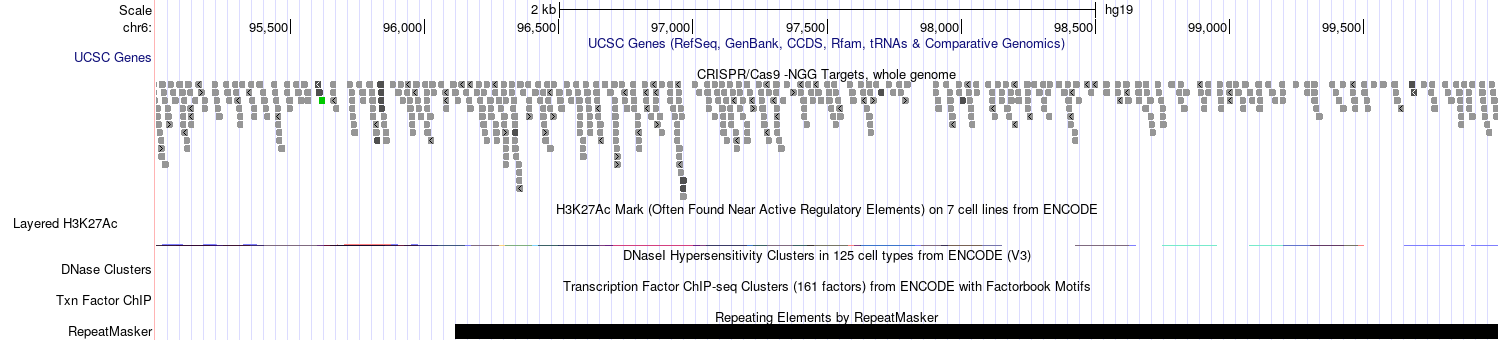 Scale 2 kb hg19
chr6: 95,500 96,000 96,500 97,000 97,500 98,000 98,500 99,000 99,500
UCSC Genes (RefSeq, GenBank, CCDS, Rfam, tRNAs & Comparative Genomics)
UCSC Genes
CRISPR/Cas9 -NGG Targets, whole genome
H3K27Ac Mark (Often Found Near Active Regulatory Elements) on 7 cell lines from ENCODE
Layered H3K27Ac
DNaseI Hypersensitivity Clusters in 125 cell types from ENCODE (V3)
DNase Clusters
Transcription Factor ChIP-seq Clusters (161 factors) from ENCODE with Factorbook Motifs
Txn Factor ChIP
Repeating Elements by RepeatMasker
RepeatMasker